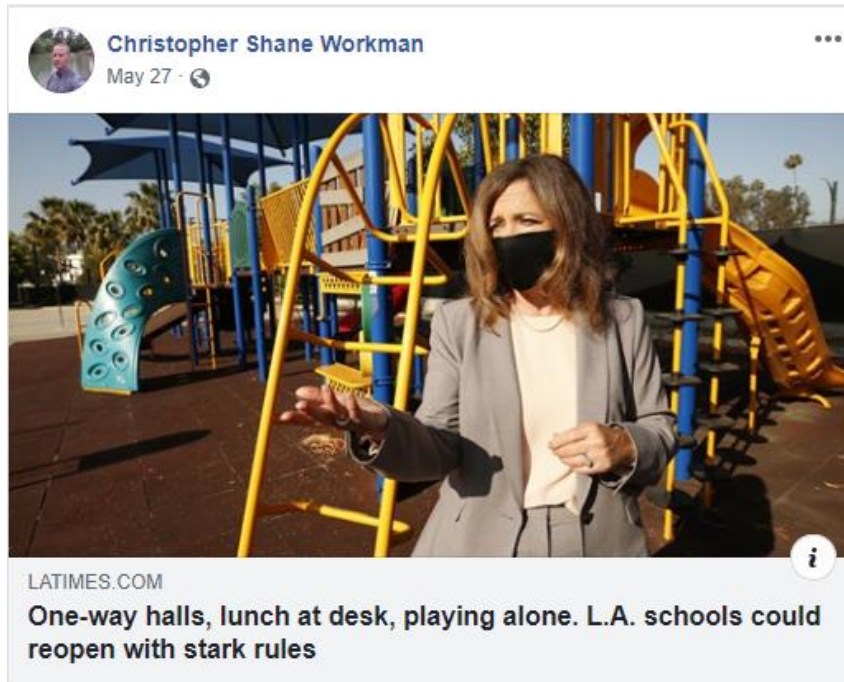 Christopher Shane Workman
May 27 ·
i
LATIMES.COM
One-way halls, lunch at desk, playing alone. L.A. schools could
reopen with stark rules